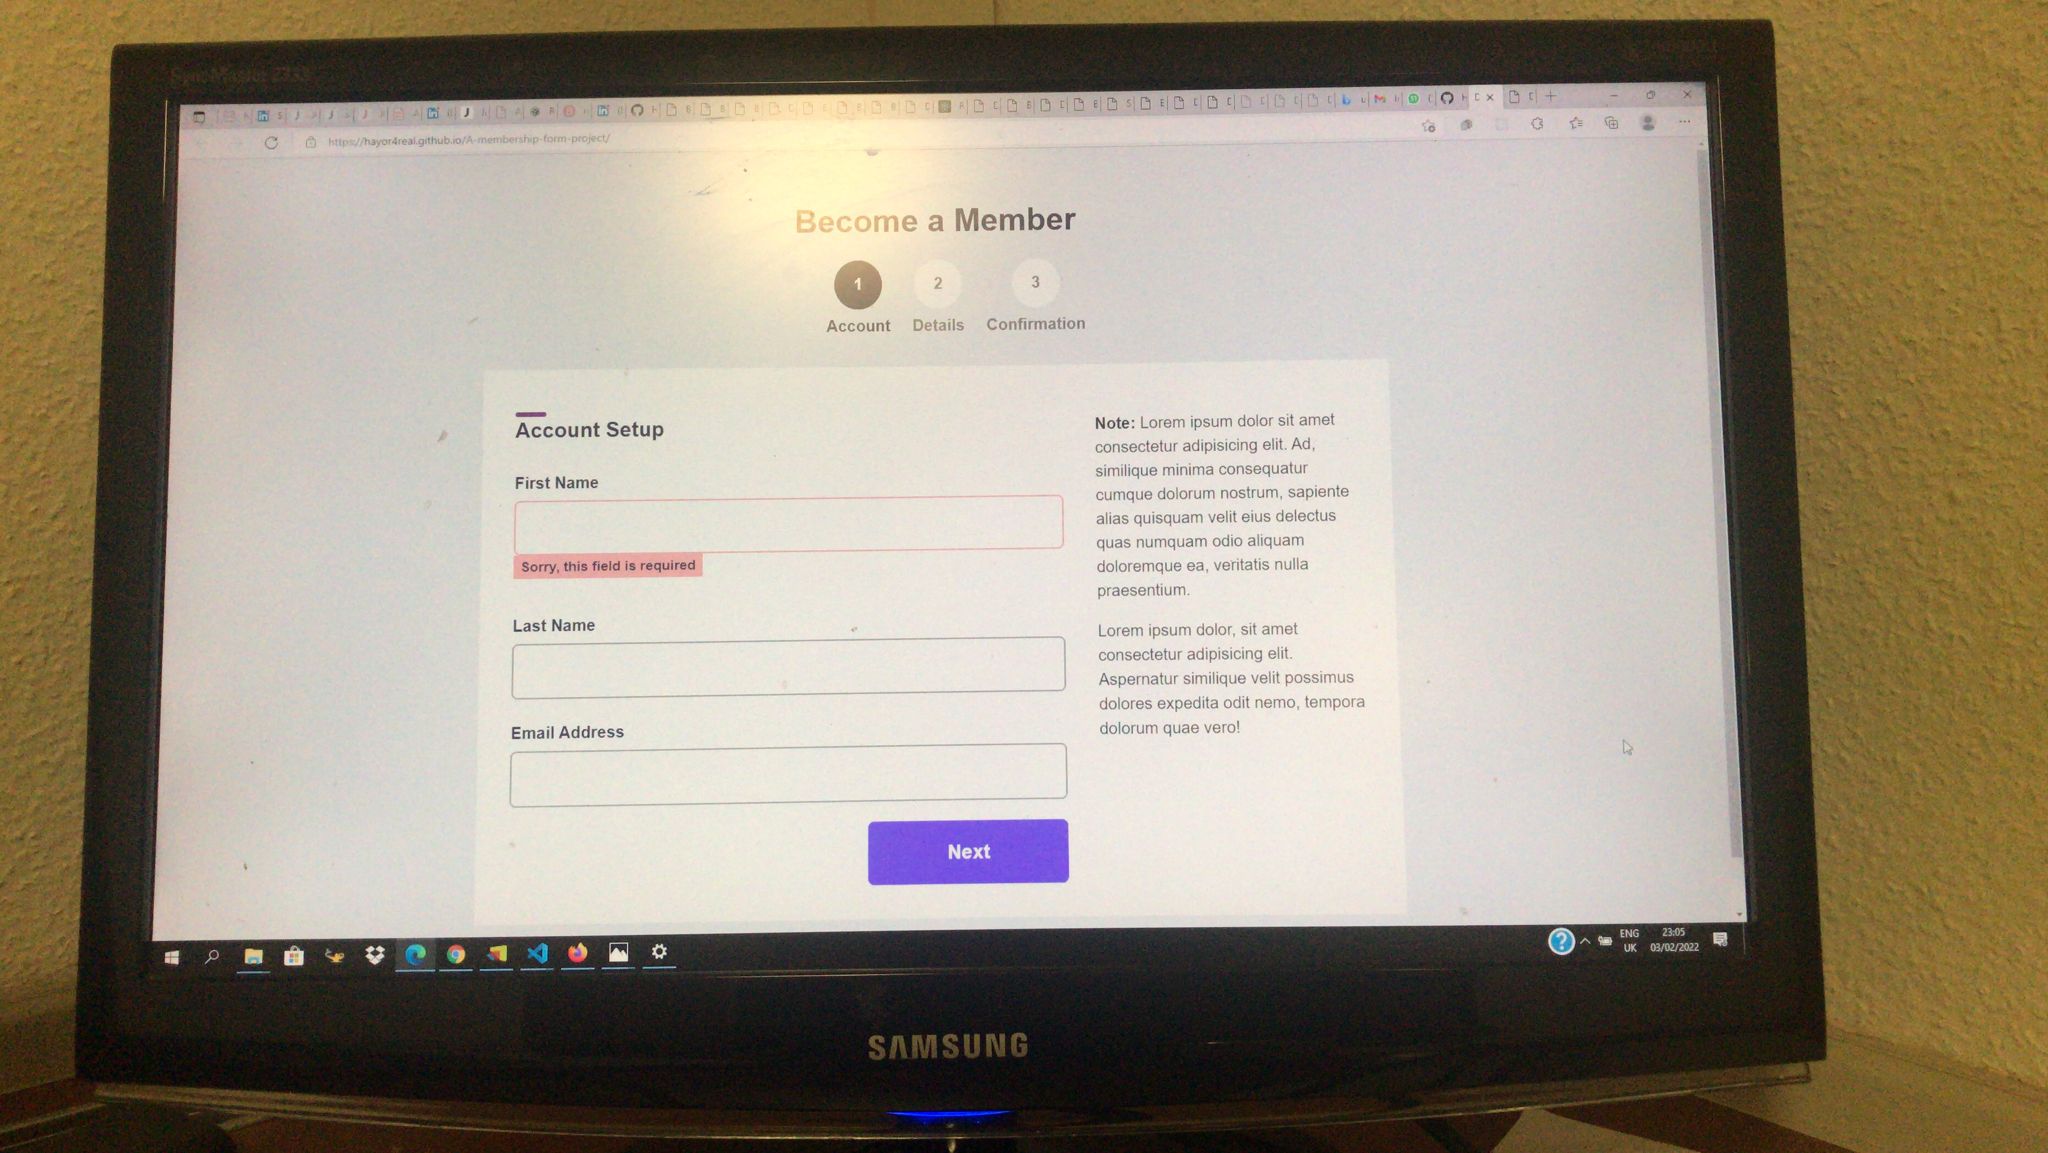 SyncMaster 2333
https://hayor4real.github.io/A-membership-form-project/
Become a Member
1
2
3
Account
Details
Confirmation
Account Setup
First Name
Sorry, this field is required
Last Name
Email Address
Next
Note: Lorem ipsum dolor sit amet
consectetur adipisicing elit. Ad,
similique minima consequatur
cumque dolorum nostrum, sapiente
alias quisquam velit eius delectus
quas numquam odio aliquam
doloremque ea, veritatis nulla
praesentium.
Lorem ipsum dolor, sit amet
consectetur adipisicing elit.
Aspernatur similique velit possimus
dolores expedita odit nemo, tempora
dolorum quae vero!
ENG
UK
23:05
03/02/2022
SAMSUNG